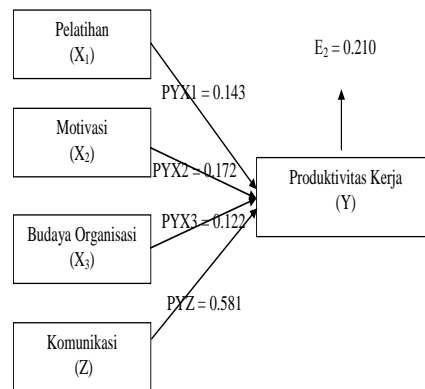 Pelatihan
(X₁)
E₂ = 0.210
PYX1 = 0.143
Motivasi
(X₂)
PYX2 = 0.172
Produktivitas Kerja
(Y)
Budaya Organisasi
(X₃)
PYX3 = 0.122
PYZ = 0.581
Komunikasi
(Z)